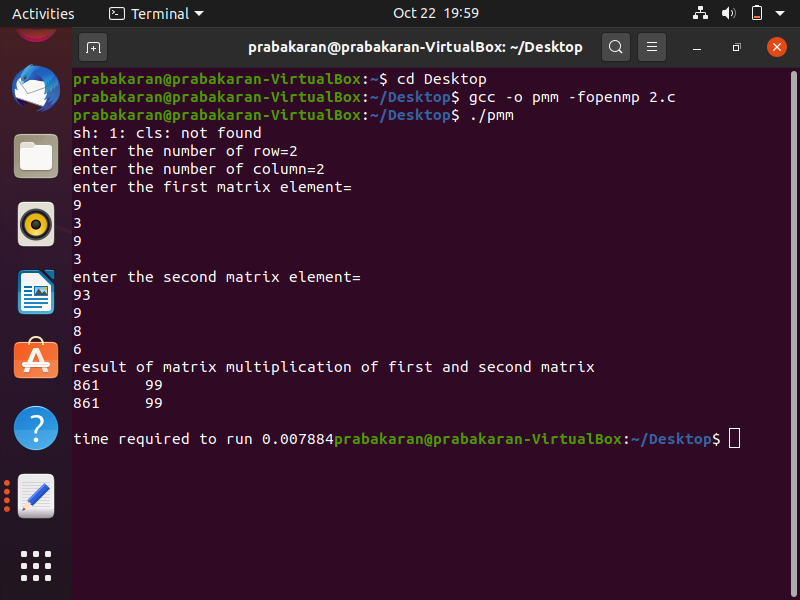 Activities
Terminal
Oct 22 19:59
prabakaran@prabakaran-VirtualBox: ~/Desktop
prabakaran@prabakaran-VirtualBox:~$ cd Desktop
prabakaran@prabakaran-VirtualBox:~/Desktop$ gcc -o pmm -fopenmp 2.c
prabakaran@prabakaran-VirtualBox:~/Desktop$ ./pmm
sh: 1: cls: not found
enter the number of row=2
enter the number of column=2
enter the first matrix element=
9
3
9
3
enter the second matrix element=
93
9
8
6
result of matrix multiplication of first and second matrix
861     99
861     99
time required to run 0.007884prabakaran@prabakaran-VirtualBox:~/Desktop$